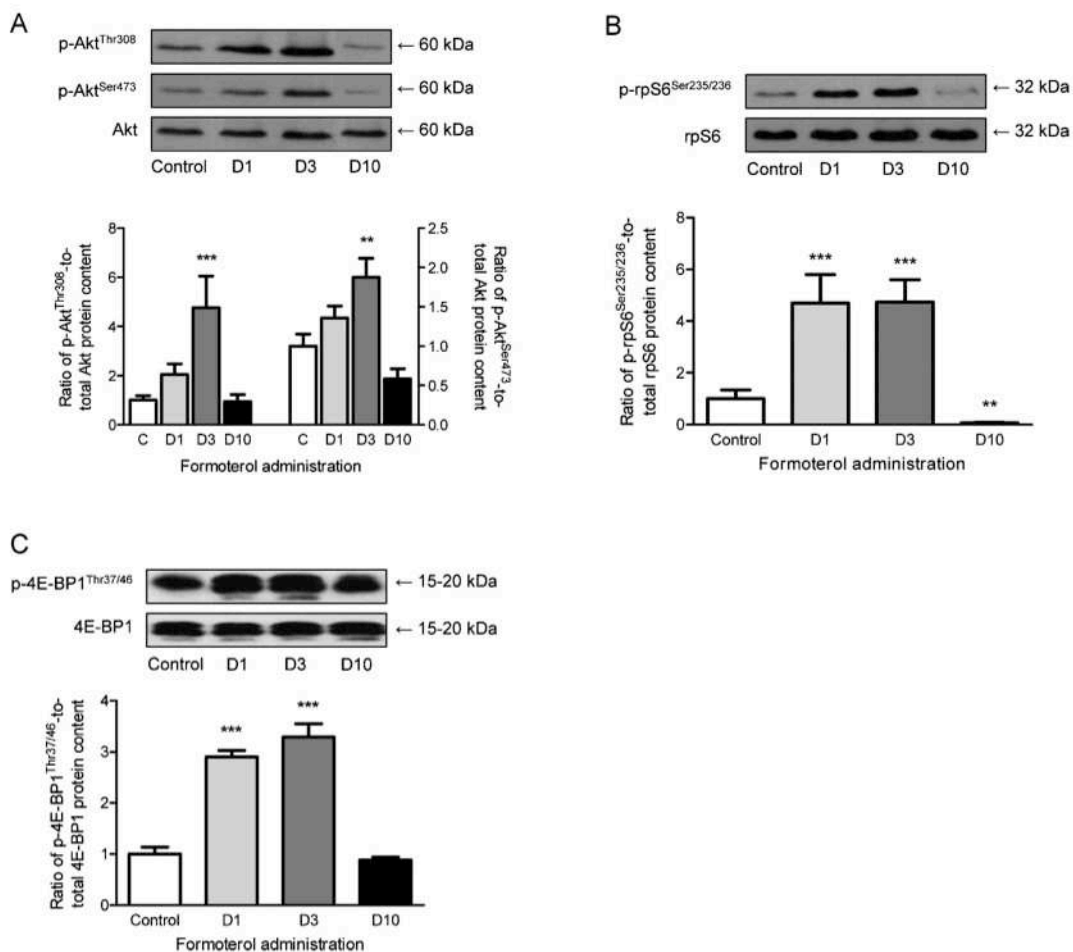 A
p-Akt^Thr308 ← 60 kDa
p-Akt^Ser473 ← 60 kDa
Akt ← 60 kDa
Control D1 D3 D10
Ratio of p-Akt^Thr308-to-
total Akt protein content
8
6
4
2
0
*** **
2.5
2.0
1.5
1.0
0.5
0.0
Ratio of p-Akt^Ser473-to-
total Akt protein content
C D1 D3 D10 C D1 D3 D10
Formoterol administration
B
p-rpS6^Ser235/236 ← 32 kDa
rpS6 ← 32 kDa
Control D1 D3 D10
Ratio of p-rpS6^Ser235/236-to-
total rpS6 protein content
8
6
4
2
0
*** *** **
Control D1 D3 D10
Formoterol administration
C
p-4E-BP1^Thr37/46 ← 15-20 kDa
4E-BP1 ← 15-20 kDa
Control D1 D3 D10
Ratio of p-4E-BP1^Thr37/46-to-
total 4E-BP1 protein content
4
3
2
1
0
*** ***
Control D1 D3 D10
Formoterol administration